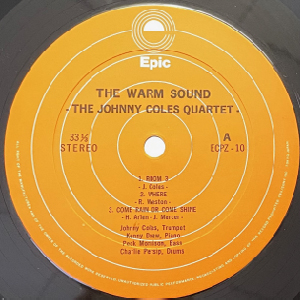 Epic
THE WARM SOUND
- THE JOHNNY COLES QUARTET -
33⅓ A
STEREO ECPZ-10
1. ROOM 3
- J. Coles -
2. WHERE
- R. Weston -
3. COME RAIN OR COME SHINE
- H. Arlen - J. Mercer -
Johnny Coles, Trumpet
Kenny Drew, Piano
Peck Morrison, Bass
Charlie Persip, Drums